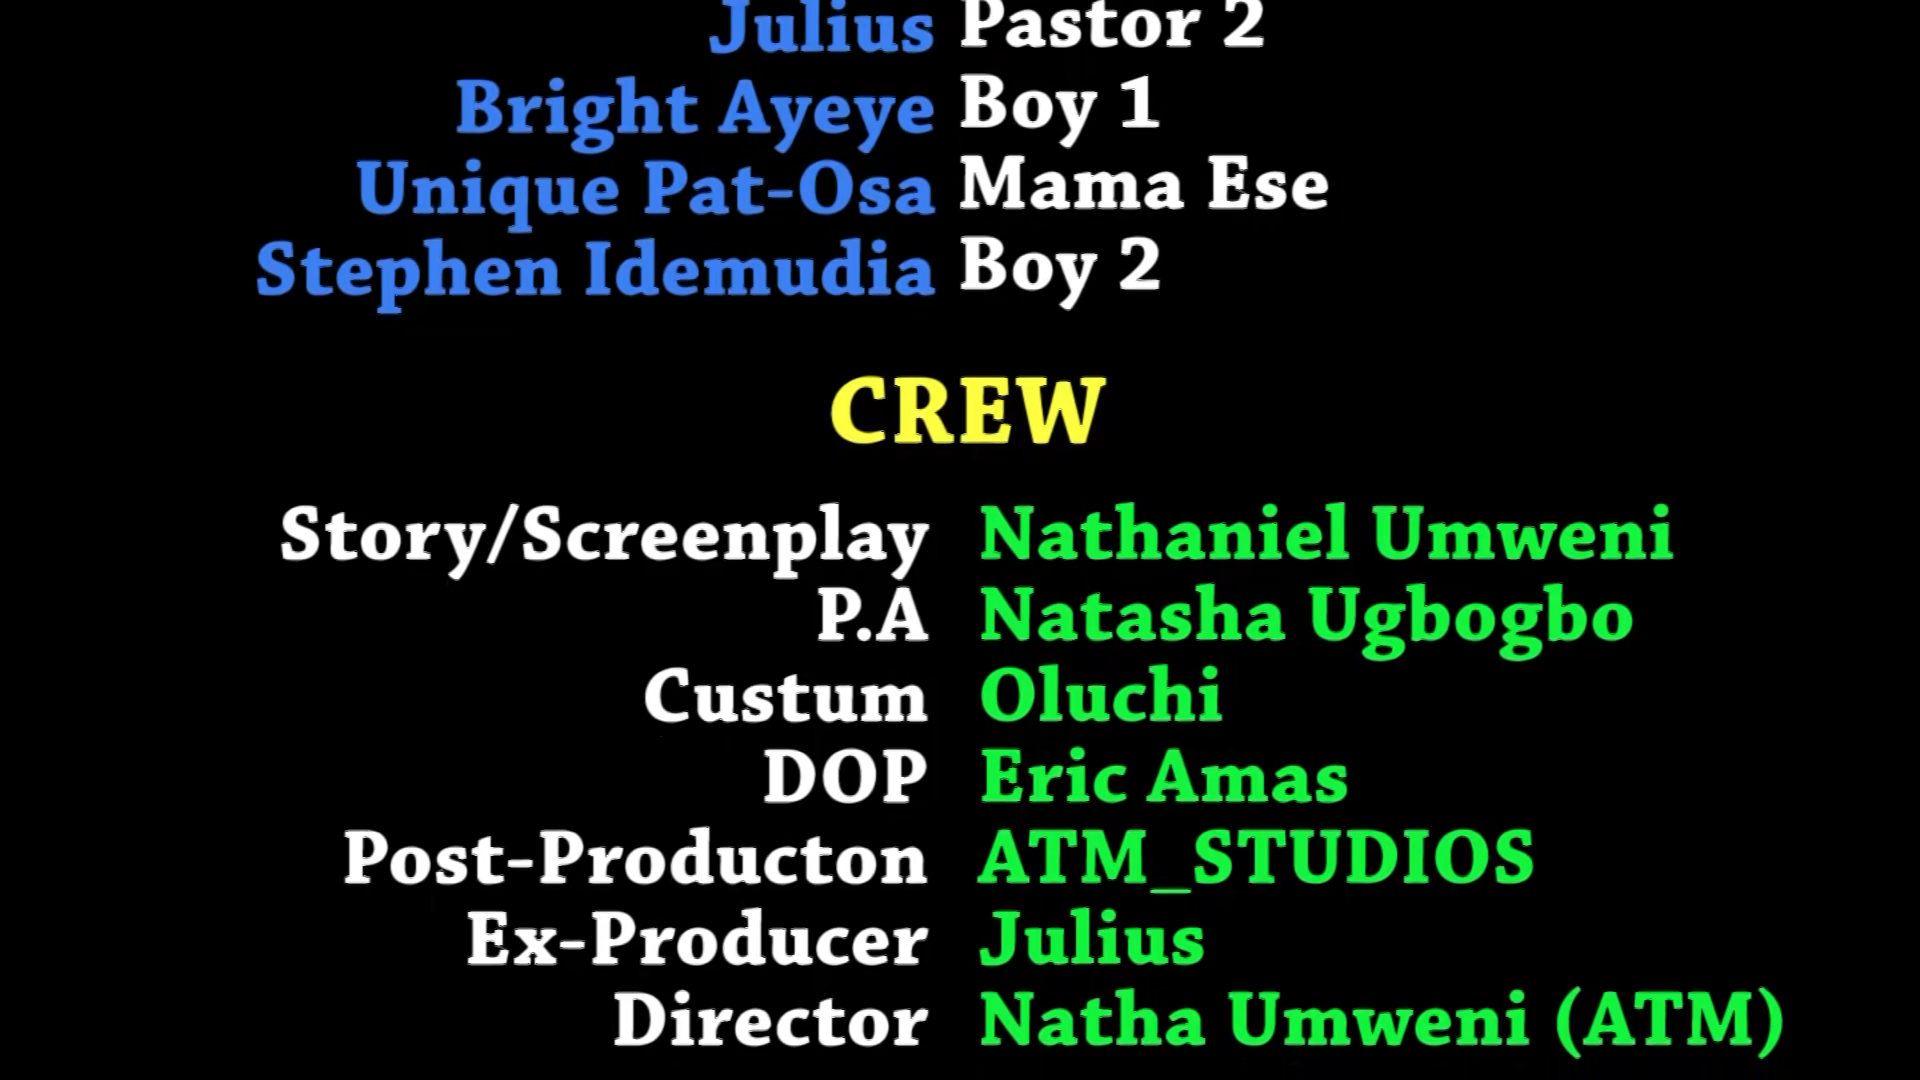 Julius Pastor 2
Bright Ayeye Boy 1
Unique Pat-Osa Mama Ese
Stephen Idemudia Boy 2
CREW
Story/Screenplay Nathaniel Umweni
P.A Natasha Ugbogbo
Custum Oluchi
DOP Eric Amas
Post-Producton ATM_STUDIOS
Ex-Producer Julius
Director Natha Umweni (ATM)